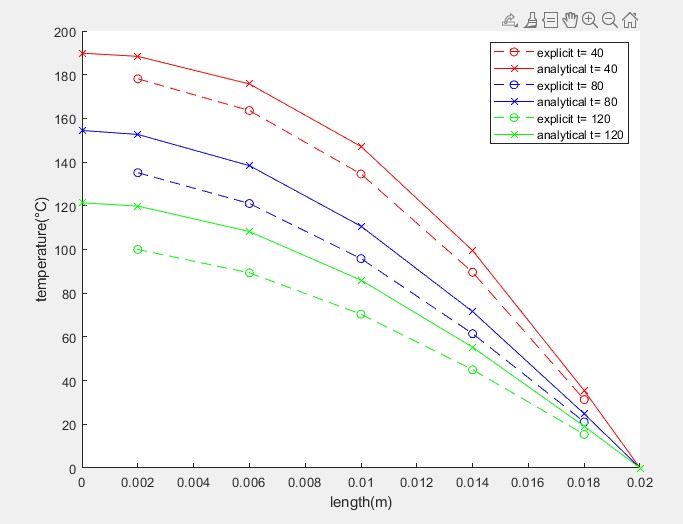 200
180
160
140
120
100
80
60
40
20
0
temperature(°C)
explicit t= 40
analytical t= 40
explicit t= 80
analytical t= 80
explicit t= 120
analytical t= 120
0 0.002 0.004 0.006 0.008 0.01 0.012 0.014 0.016 0.018 0.02
length(m)